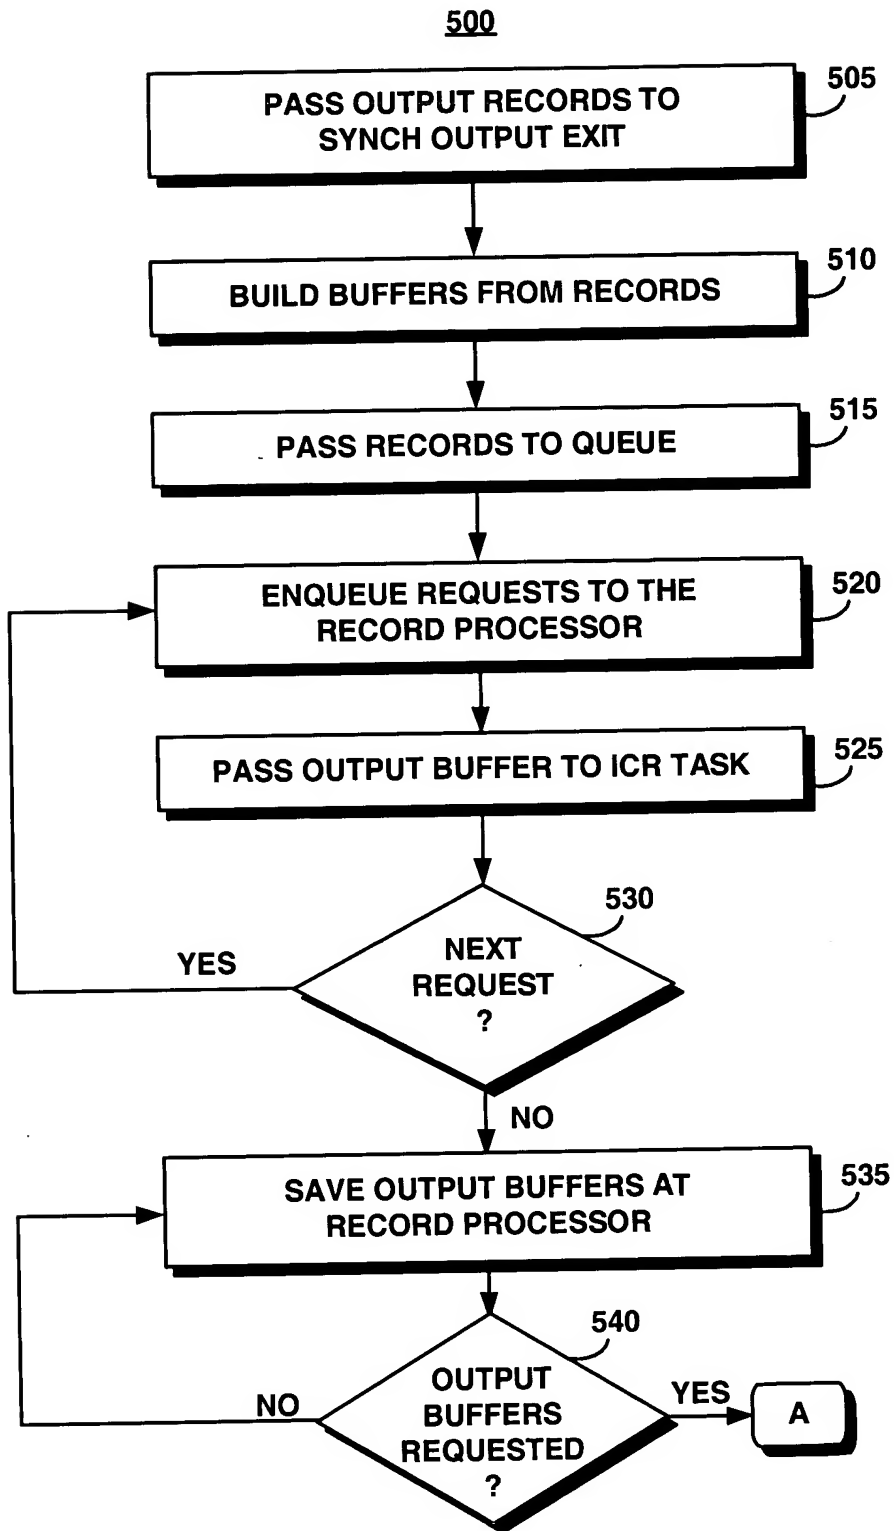 500
PASS OUTPUT RECORDS TO
SYNCH OUTPUT EXIT
505
BUILD BUFFERS FROM RECORDS
510
PASS RECORDS TO QUEUE
515
ENQUEUE REQUESTS TO THE
RECORD PROCESSOR
520
PASS OUTPUT BUFFER TO ICR TASK
525
530
NEXT
REQUEST
?
YES
NO
SAVE OUTPUT BUFFERS AT
RECORD PROCESSOR
535
540
OUTPUT
BUFFERS
REQUESTED
?
NO
YES
A